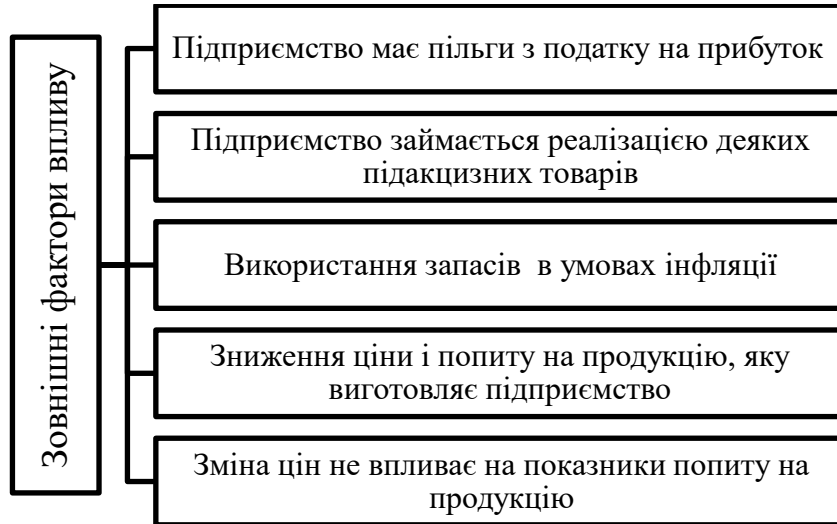 Зовнішні фактори впливу
Підприємство має пільги з податку на прибуток
Підприємство займається реалізацією деяких
підакцизних товарів
Використання запасів  в умовах інфляції
Зниження ціни і попиту на продукцію, яку
виготовляє підприємство
Зміна цін не впливає на показники попиту на
продукцію